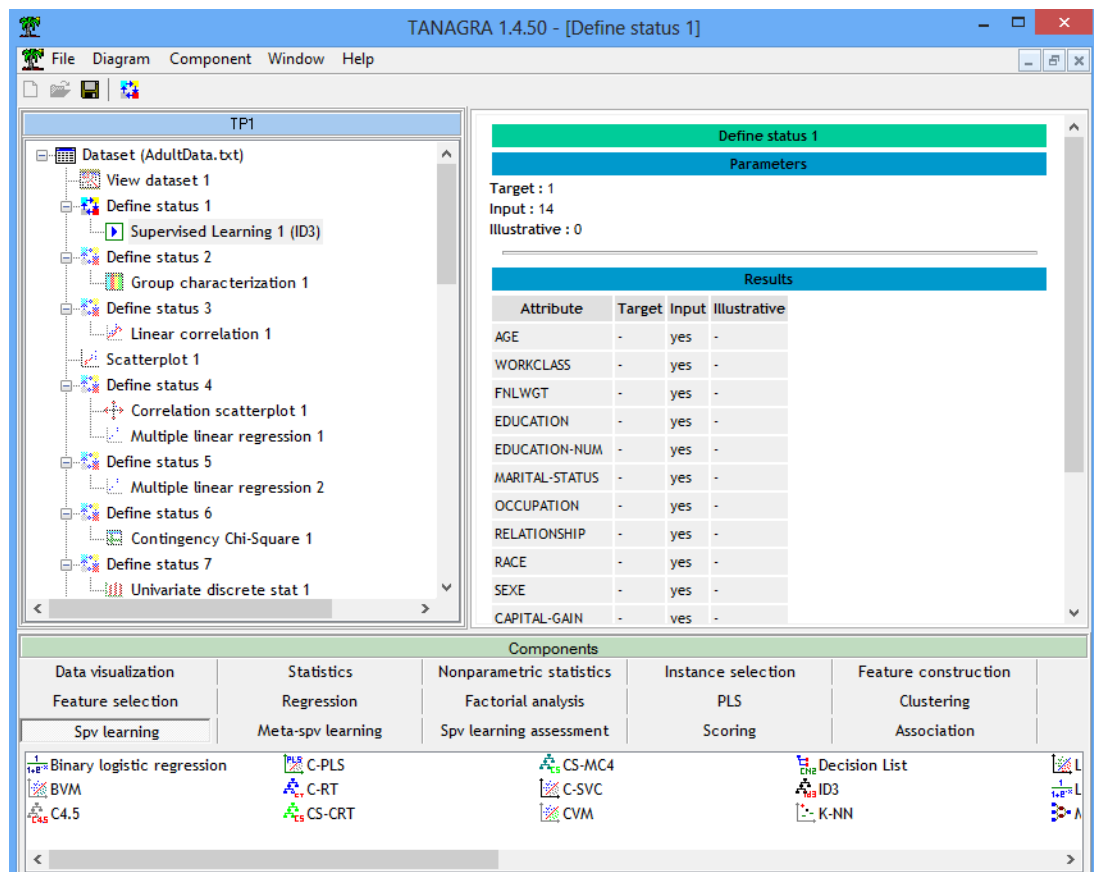 TANAGRA 1.4.50 - [Define status 1]
File Diagram Component Window Help
TP1
Dataset (AdultData.txt)
View dataset 1
Define status 1
Supervised Learning 1 (ID3)
Define status 2
Group characterization 1
Define status 3
Linear correlation 1
Scatterplot 1
Define status 4
Correlation scatterplot 1
Multiple linear regression 1
Define status 5
Multiple linear regression 2
Define status 6
Contingency Chi-Square 1
Define status 7
Univariate discrete stat 1
Define status 1
Parameters
Target : 1
Input : 14
Illustrative : 0
Results
Attribute Target Input Illustrative
AGE - yes -
WORKCLASS - yes -
FNLWGT - yes -
EDUCATION - yes -
EDUCATION-NUM - yes -
MARITAL-STATUS - yes -
OCCUPATION - yes -
RELATIONSHIP - yes -
RACE - yes -
SEXE - yes -
CAPITAL-GAIN - yes -
Components
Data visualization Statistics Nonparametric statistics Instance selection Feature construction
Feature selection Regression Factorial analysis PLS Clustering
Spv learning Meta-spv learning Spv learning assessment Scoring Association
Binary logistic regression C-PLS CS-MC4 Decision List L
BVM C-RT C-SVC ID3 L
C4.5 CS-CRT CVM K-NN